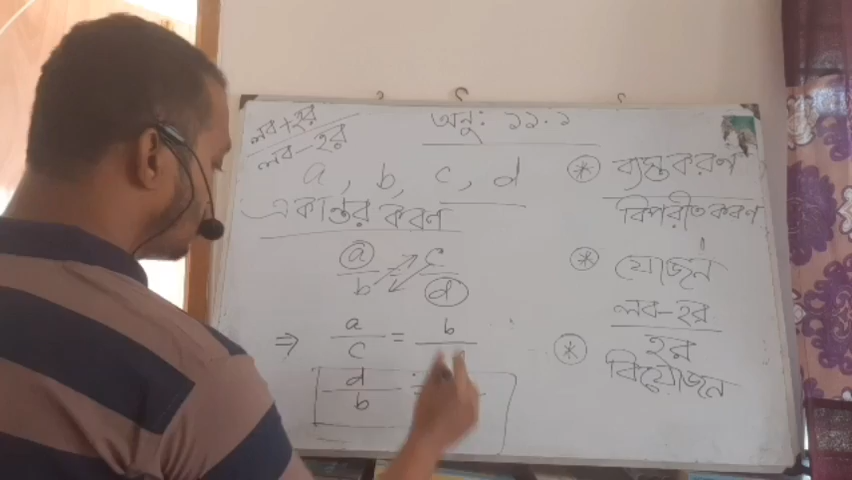 লব+হর
লব-হর
অনু: ১১.১
a, b, c, d
একান্তর করণ
a c
b d
⇒ a = b
c
d
b
* ব্যস্তকরণ
বিপরীতকরণ
* যোজন
লব-হর
হর
* বিয়োজন